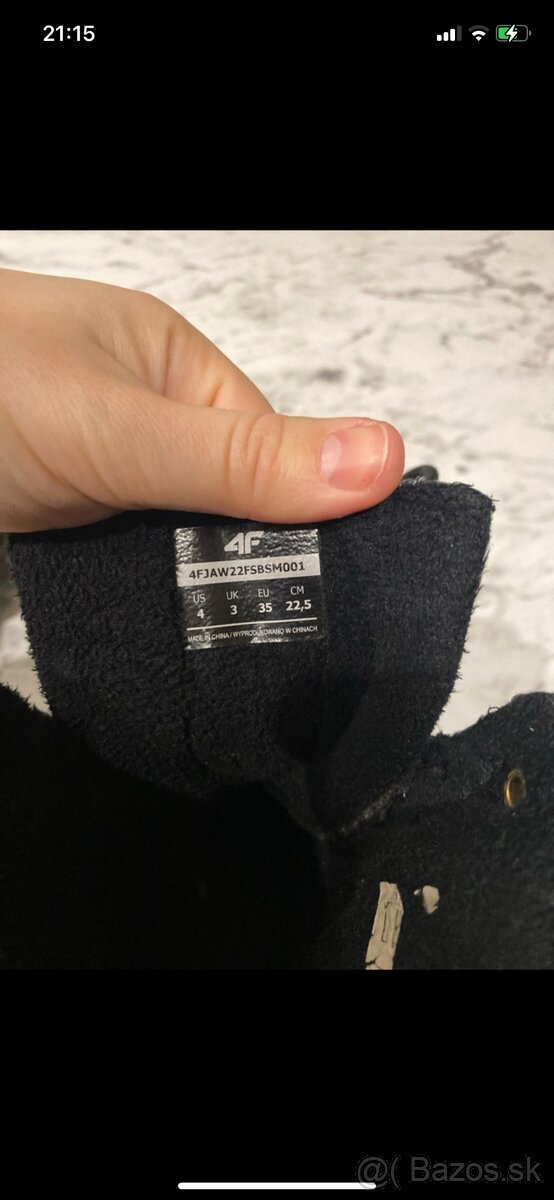 21:15
4F
4FJAW22FSBSM001
US UK EU CM
4 3 35 22,5
MADE IN CHINA / WYPRODUKOWANO W CHINACH
@( Bazos.sk